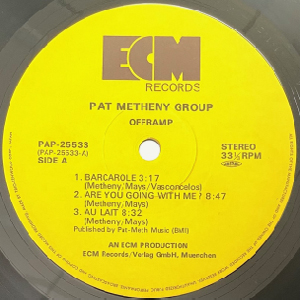 ECM
RECORDS
PAT METHENY GROUP
OFFRAMP
PAP-25533
(PAP-25533-A)
SIDE A
STEREO
33⅓RPM
1. BARCAROLE 3:17
(Metheny/Mays/Vasconcelos)
2. ARE YOU GOING WITH ME? 8:47
(Metheny/Mays)
3. AU LAIT 8:32
(Metheny/Mays)
Published by Pat-Meth Music (BMI)
AN ECM PRODUCTION
ECM Records/Verlag GmbH, Muenchen